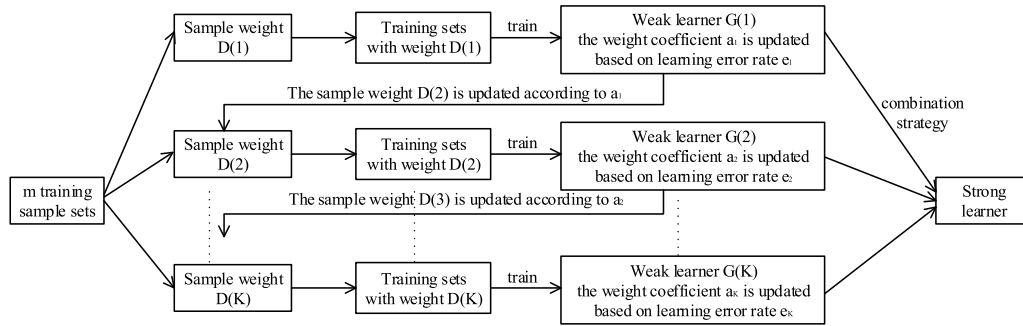 Sample weight
D(1)
Training sets
with weight D(1)
train
Weak learner G(1)
the weight coefficient a₁ is updated
based on learning error rate e₁
The sample weight D(2) is updated according to a₁
combination
strategy
Sample weight
D(2)
Training sets
with weight D(2)
train
Weak learner G(2)
the weight coefficient a₂ is updated
based on learning error rate e₂
m training
sample sets
The sample weight D(3) is updated according to a₂
Strong
learner
Sample weight
D(K)
Training sets
with weight D(K)
train
Weak learner G(K)
the weight coefficient aK is updated
based on learning error rate eK